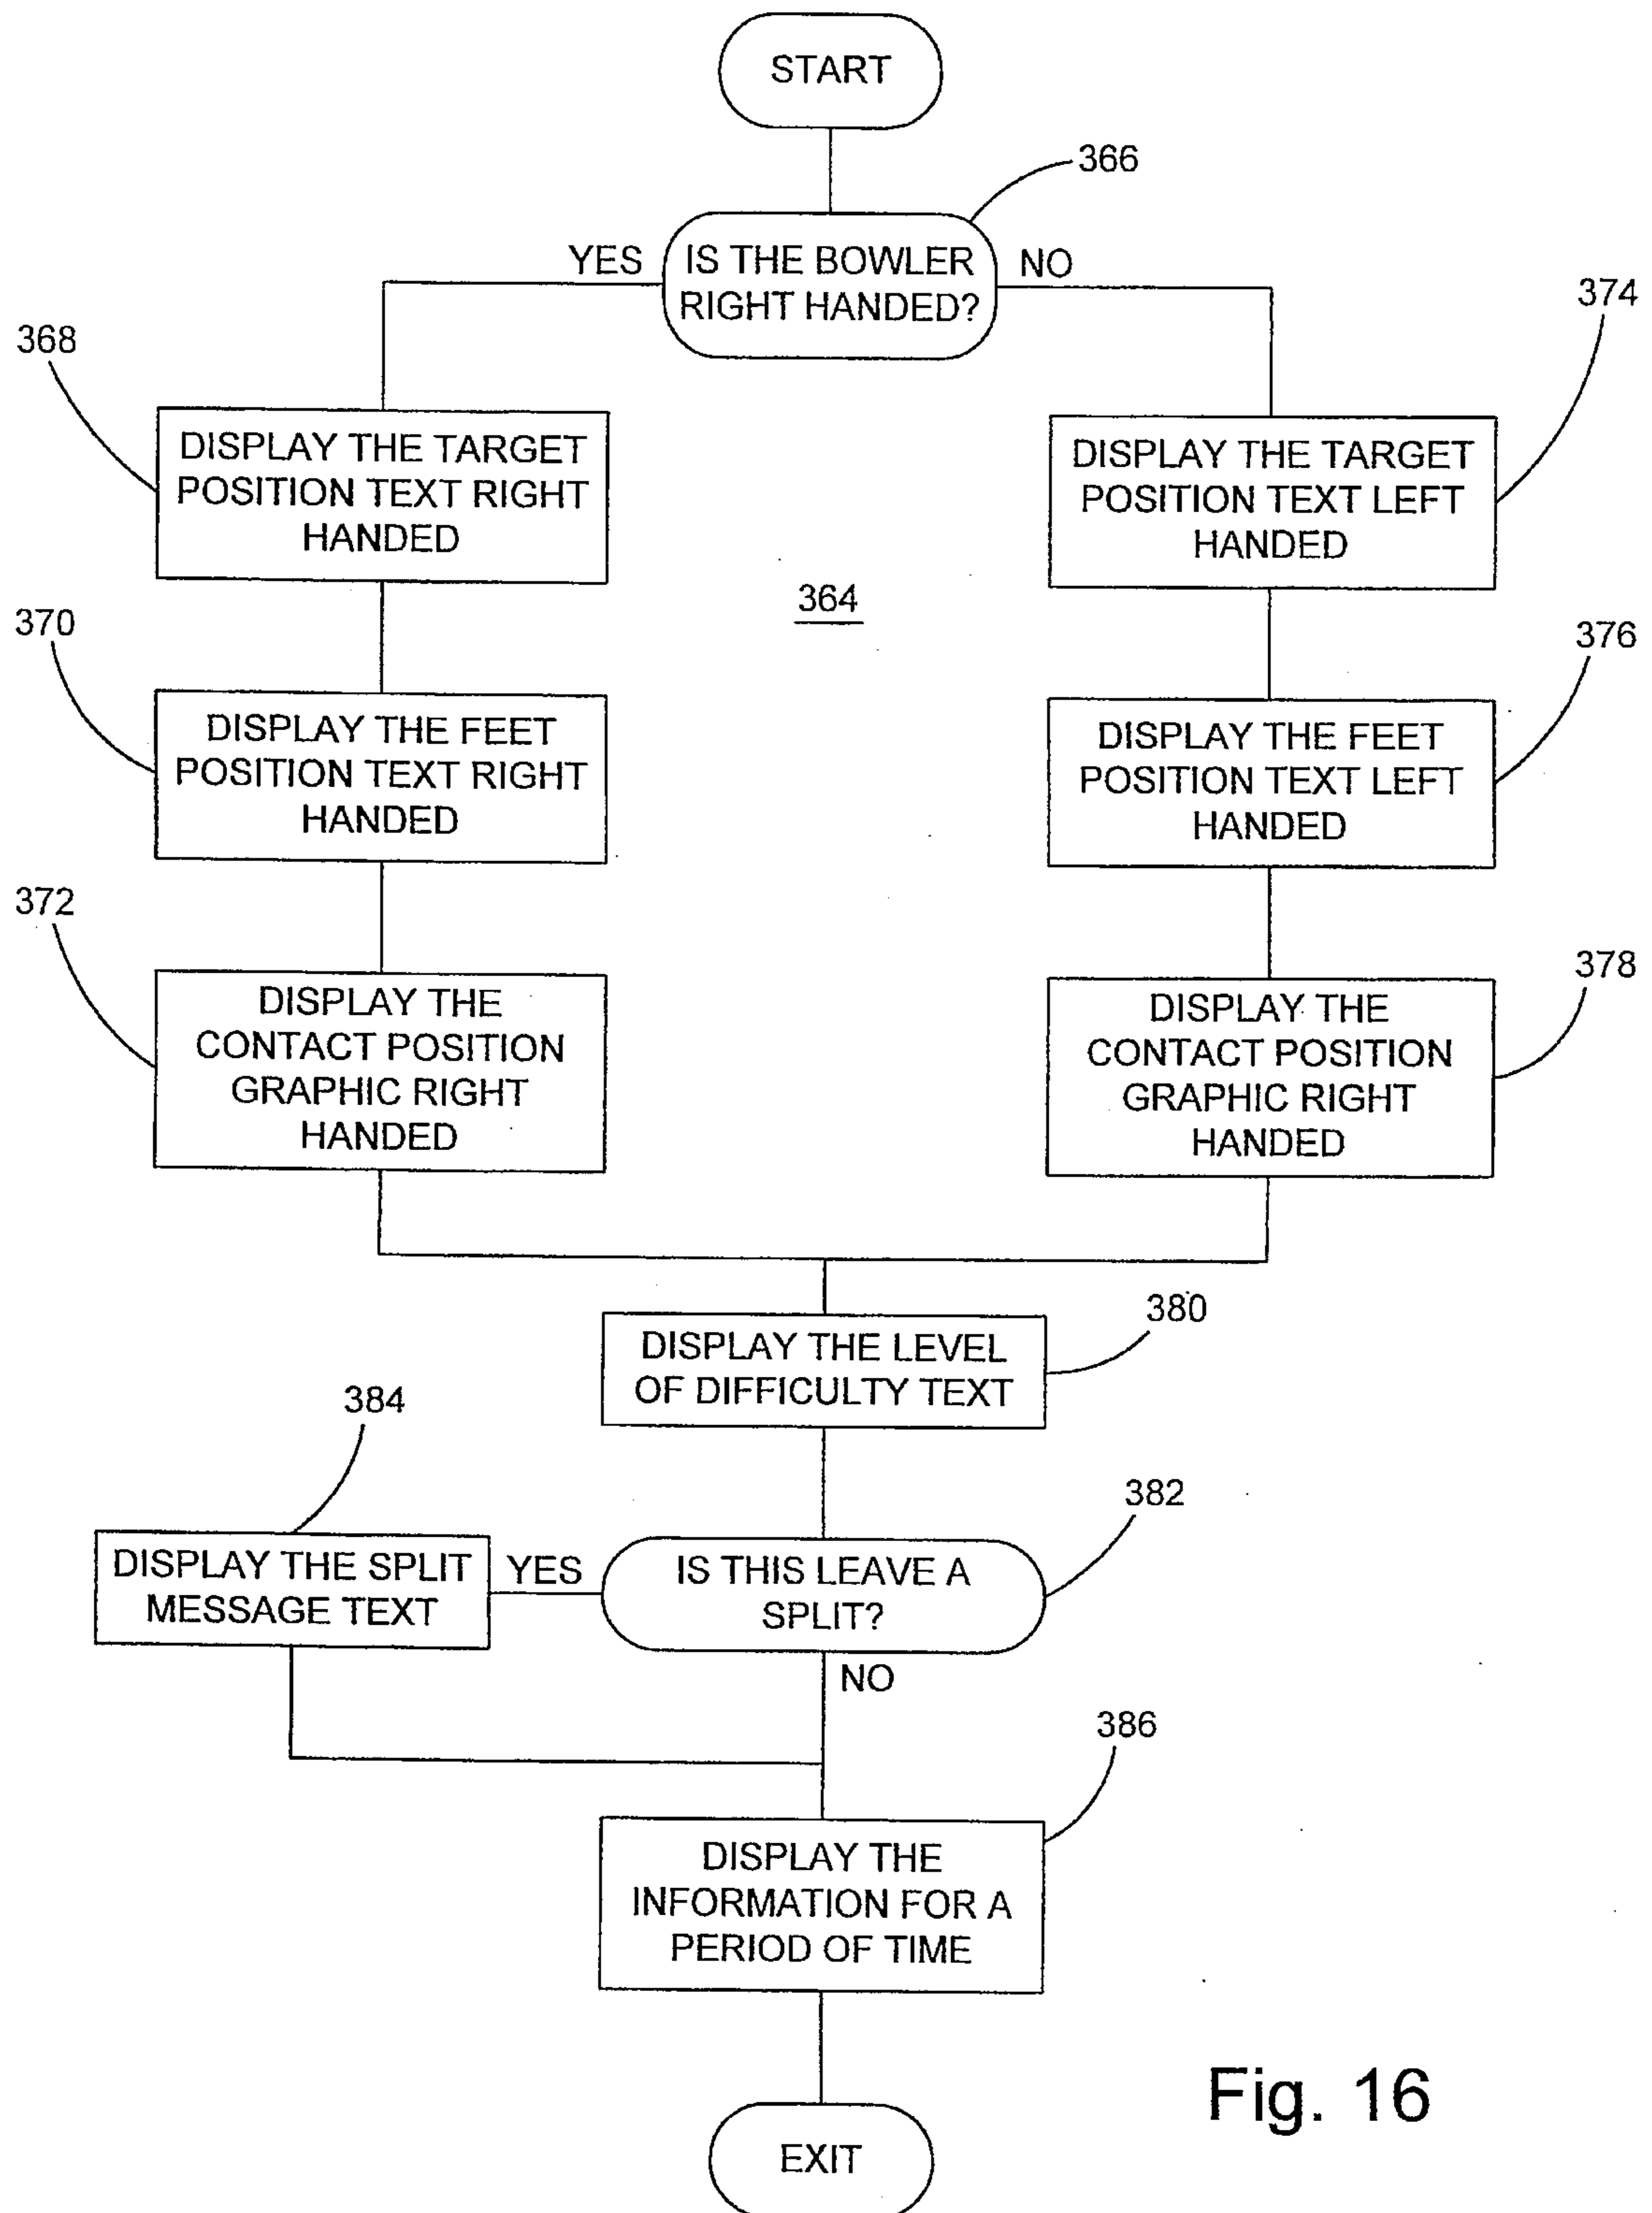 START
366
YES
IS THE BOWLER
RIGHT HANDED?
NO
368
374
DISPLAY THE TARGET
POSITION TEXT RIGHT
HANDED
DISPLAY THE TARGET
POSITION TEXT LEFT
HANDED
364
370
376
DISPLAY THE FEET
POSITION TEXT RIGHT
HANDED
DISPLAY THE FEET
POSITION TEXT LEFT
HANDED
372
378
DISPLAY THE
CONTACT POSITION
GRAPHIC RIGHT
HANDED
DISPLAY THE
CONTACT POSITION
GRAPHIC RIGHT
HANDED
380
DISPLAY THE LEVEL
OF DIFFICULTY TEXT
384
382
DISPLAY THE SPLIT
MESSAGE TEXT
YES
IS THIS LEAVE A
SPLIT?
NO
386
DISPLAY THE
INFORMATION FOR A
PERIOD OF TIME
Fig. 16
EXIT